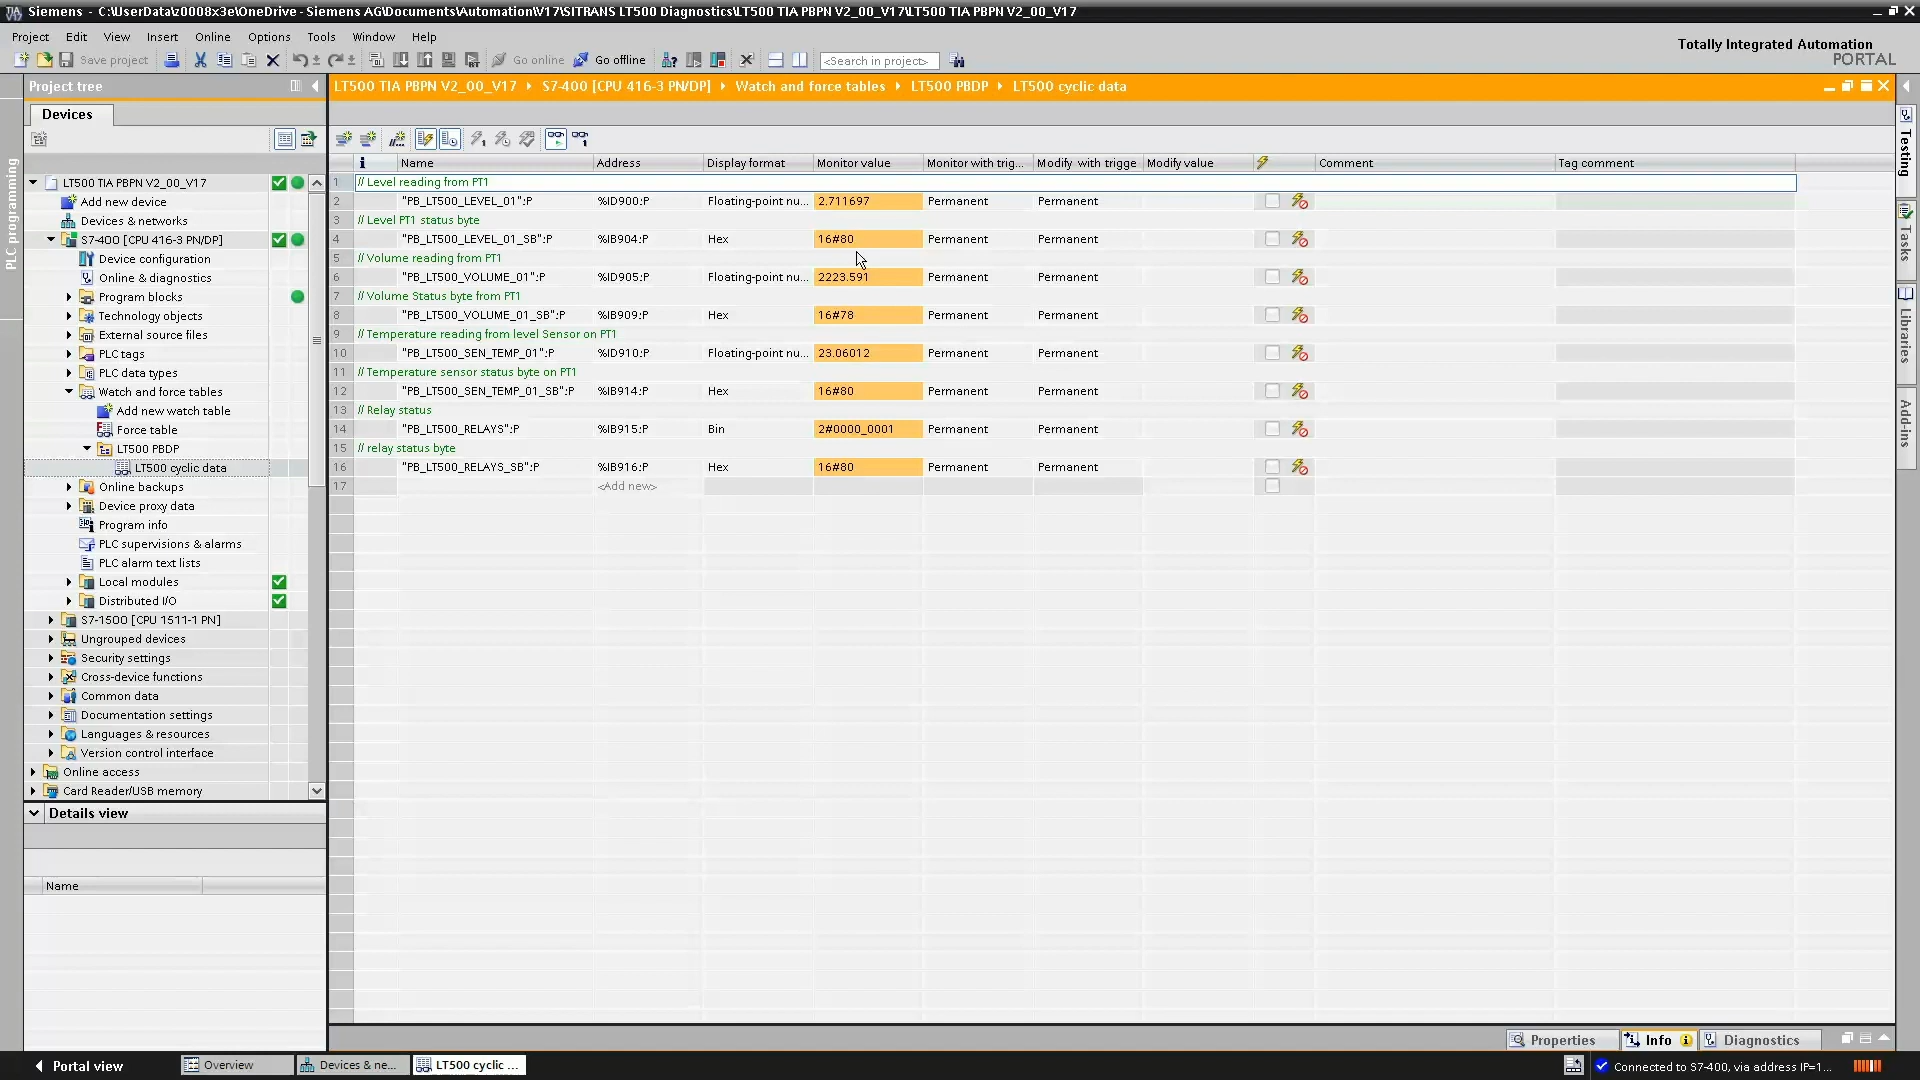 Siemens - C:\UserData\z0008x3e\OneDrive - Siemens AG\Documents\Automation\V17\SITRANS LT500 Diagnostics\LT500 TIA PBPN V2_00_V17\LT500 TIA PBPN V2_00_V17
Project Edit View Insert Online Options Tools Window Help
Totally Integrated Automation
PORTAL
Save project Go online Go offline <Search in project>
Project tree
LT500 TIA PBPN V2_00_V17 S7-400 [CPU 416-3 PN/DP] Watch and force tables LT500 PBDP LT500 cyclic data
Devices
PLC programming
LT500 TIA PBPN V2_00_V17
Add new device
Devices & networks
S7-400 [CPU 416-3 PN/DP]
Device configuration
Online & diagnostics
Program blocks
Technology objects
External source files
PLC tags
PLC data types
Watch and force tables
Add new watch table
Force table
LT500 PBDP
LT500 cyclic data
Online backups
Device proxy data
Program info
PLC supervisions & alarms
PLC alarm text lists
Local modules
Distributed I/O
S7-1500 [CPU 1511-1 PN]
Ungrouped devices
Security settings
Cross-device functions
Common data
Documentation settings
Languages & resources
Version control interface
Online access
Card Reader/USB memory
Details view
Name
i Name Address Display format Monitor value Monitor with trig... Modify with trigge Modify value Comment Tag comment
1 // Level reading from PT1
2 "PB_LT500_LEVEL_01":P %ID900:P Floating-point nu... 2.711697 Permanent Permanent
3 // Level PT1 status byte
4 "PB_LT500_LEVEL_01_SB":P %IB904:P Hex 16#80 Permanent Permanent
5 // Volume reading from PT1
6 "PB_LT500_VOLUME_01":P %ID905:P Floating-point nu... 2223.591 Permanent Permanent
7 // Volume Status byte from PT1
8 "PB_LT500_VOLUME_01_SB":P %IB909:P Hex 16#78 Permanent Permanent
9 // Temperature reading from level Sensor on PT1
10 "PB_LT500_SEN_TEMP_01":P %ID910:P Floating-point nu... 23.06012 Permanent Permanent
11 // Temperature sensor status byte on PT1
12 "PB_LT500_SEN_TEMP_01_SB":P %IB914:P Hex 16#80 Permanent Permanent
13 // Relay status
14 "PB_LT500_RELAYS":P %IB915:P Bin 2#0000_0001 Permanent Permanent
15 // relay status byte
16 "PB_LT500_RELAYS_SB":P %IB916:P Hex 16#80 Permanent Permanent
17 <Add new>
Testing
Tasks
Libraries
Add-ins
Properties Info Diagnostics
Portal view Overview Devices & ne... LT500 cyclic ... Connected to S7-400, via address IP=1...